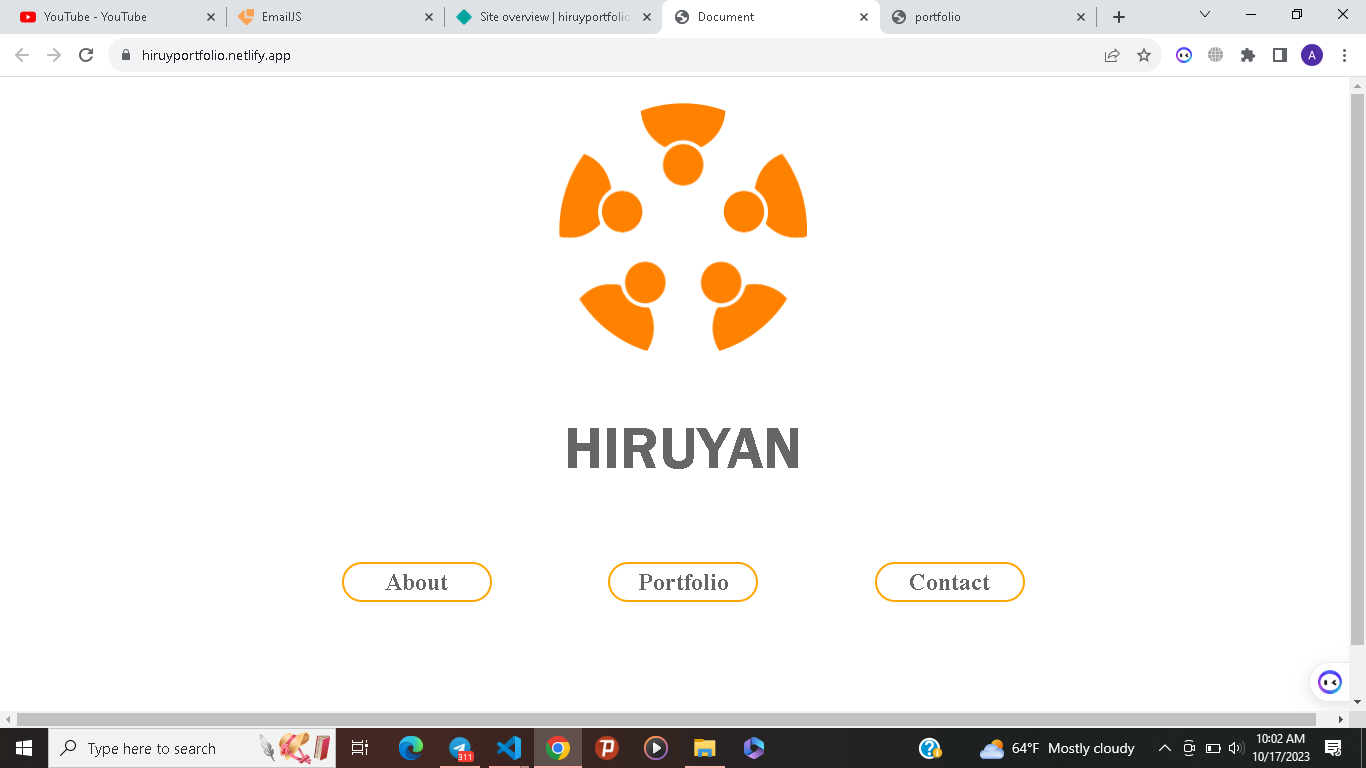 YouTube - YouTube
EmailJS
Site overview | hiruyportfolio
Document
portfolio
hiruyportfolio.netlify.app
A
HIRUYAN
About
Portfolio
Contact
Type here to search
311
64°F Mostly cloudy
10:02 AM
10/17/2023